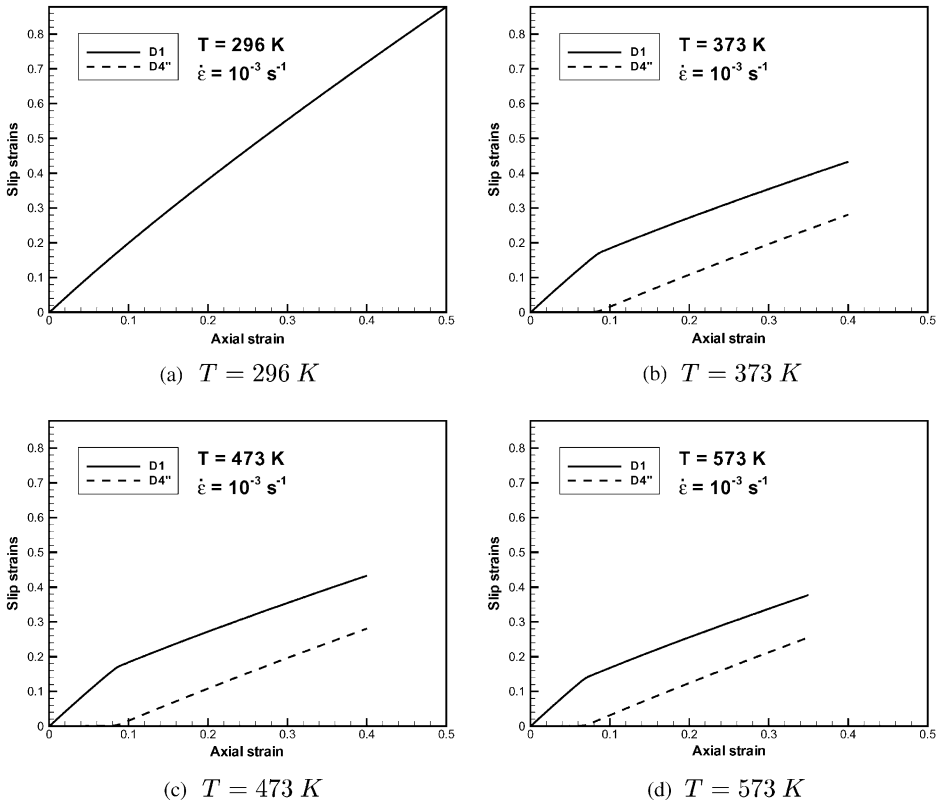 0.8
0.7
0.6
0.5
0.4
0.3
0.2
0.1
0
Slip strains
D1
D4"
T = 296 K
ε̇ = 10⁻³ s⁻¹
0 0.1 0.2 0.3 0.4 0.5
Axial strain
(a) T = 296 K
0.8
0.7
0.6
0.5
0.4
0.3
0.2
0.1
0
Slip strains
D1
D4"
T = 373 K
ε̇ = 10⁻³ s⁻¹
0 0.1 0.2 0.3 0.4 0.5
Axial strain
(b) T = 373 K
0.8
0.7
0.6
0.5
0.4
0.3
0.2
0.1
0
Slip strains
D1
D4"
T = 473 K
ε̇ = 10⁻³ s⁻¹
0 0.1 0.2 0.3 0.4 0.5
Axial strain
(c) T = 473 K
0.8
0.7
0.6
0.5
0.4
0.3
0.2
0.1
0
Slip strains
D1
D4"
T = 573 K
ε̇ = 10⁻³ s⁻¹
0 0.1 0.2 0.3 0.4 0.5
Axial strain
(d) T = 573 K